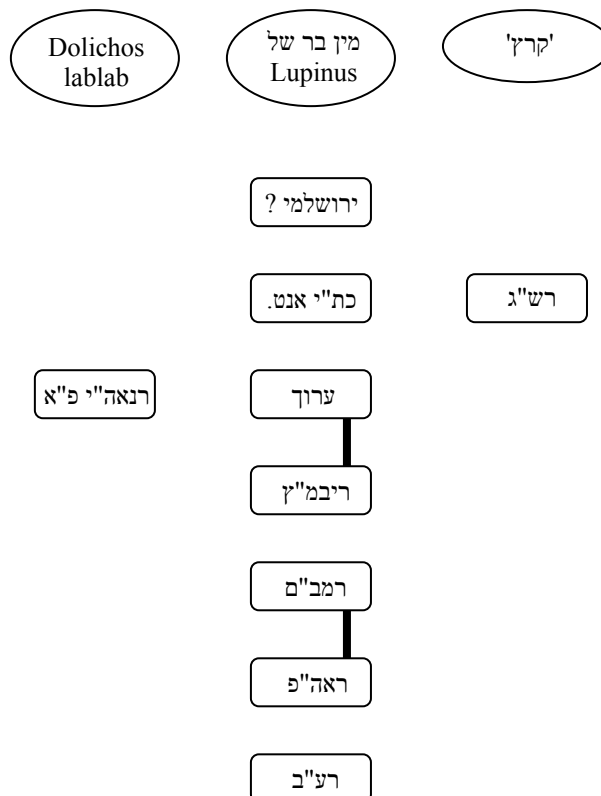 'קרץ'
מין בר של
Lupinus
Dolichos
lablab
ירושלמי ?
רש"ג
כת"י אנט.
ערוך
רנאה"י פ"א
ריבמ"ץ
רמב"ם
ראה"פ
רע"ב